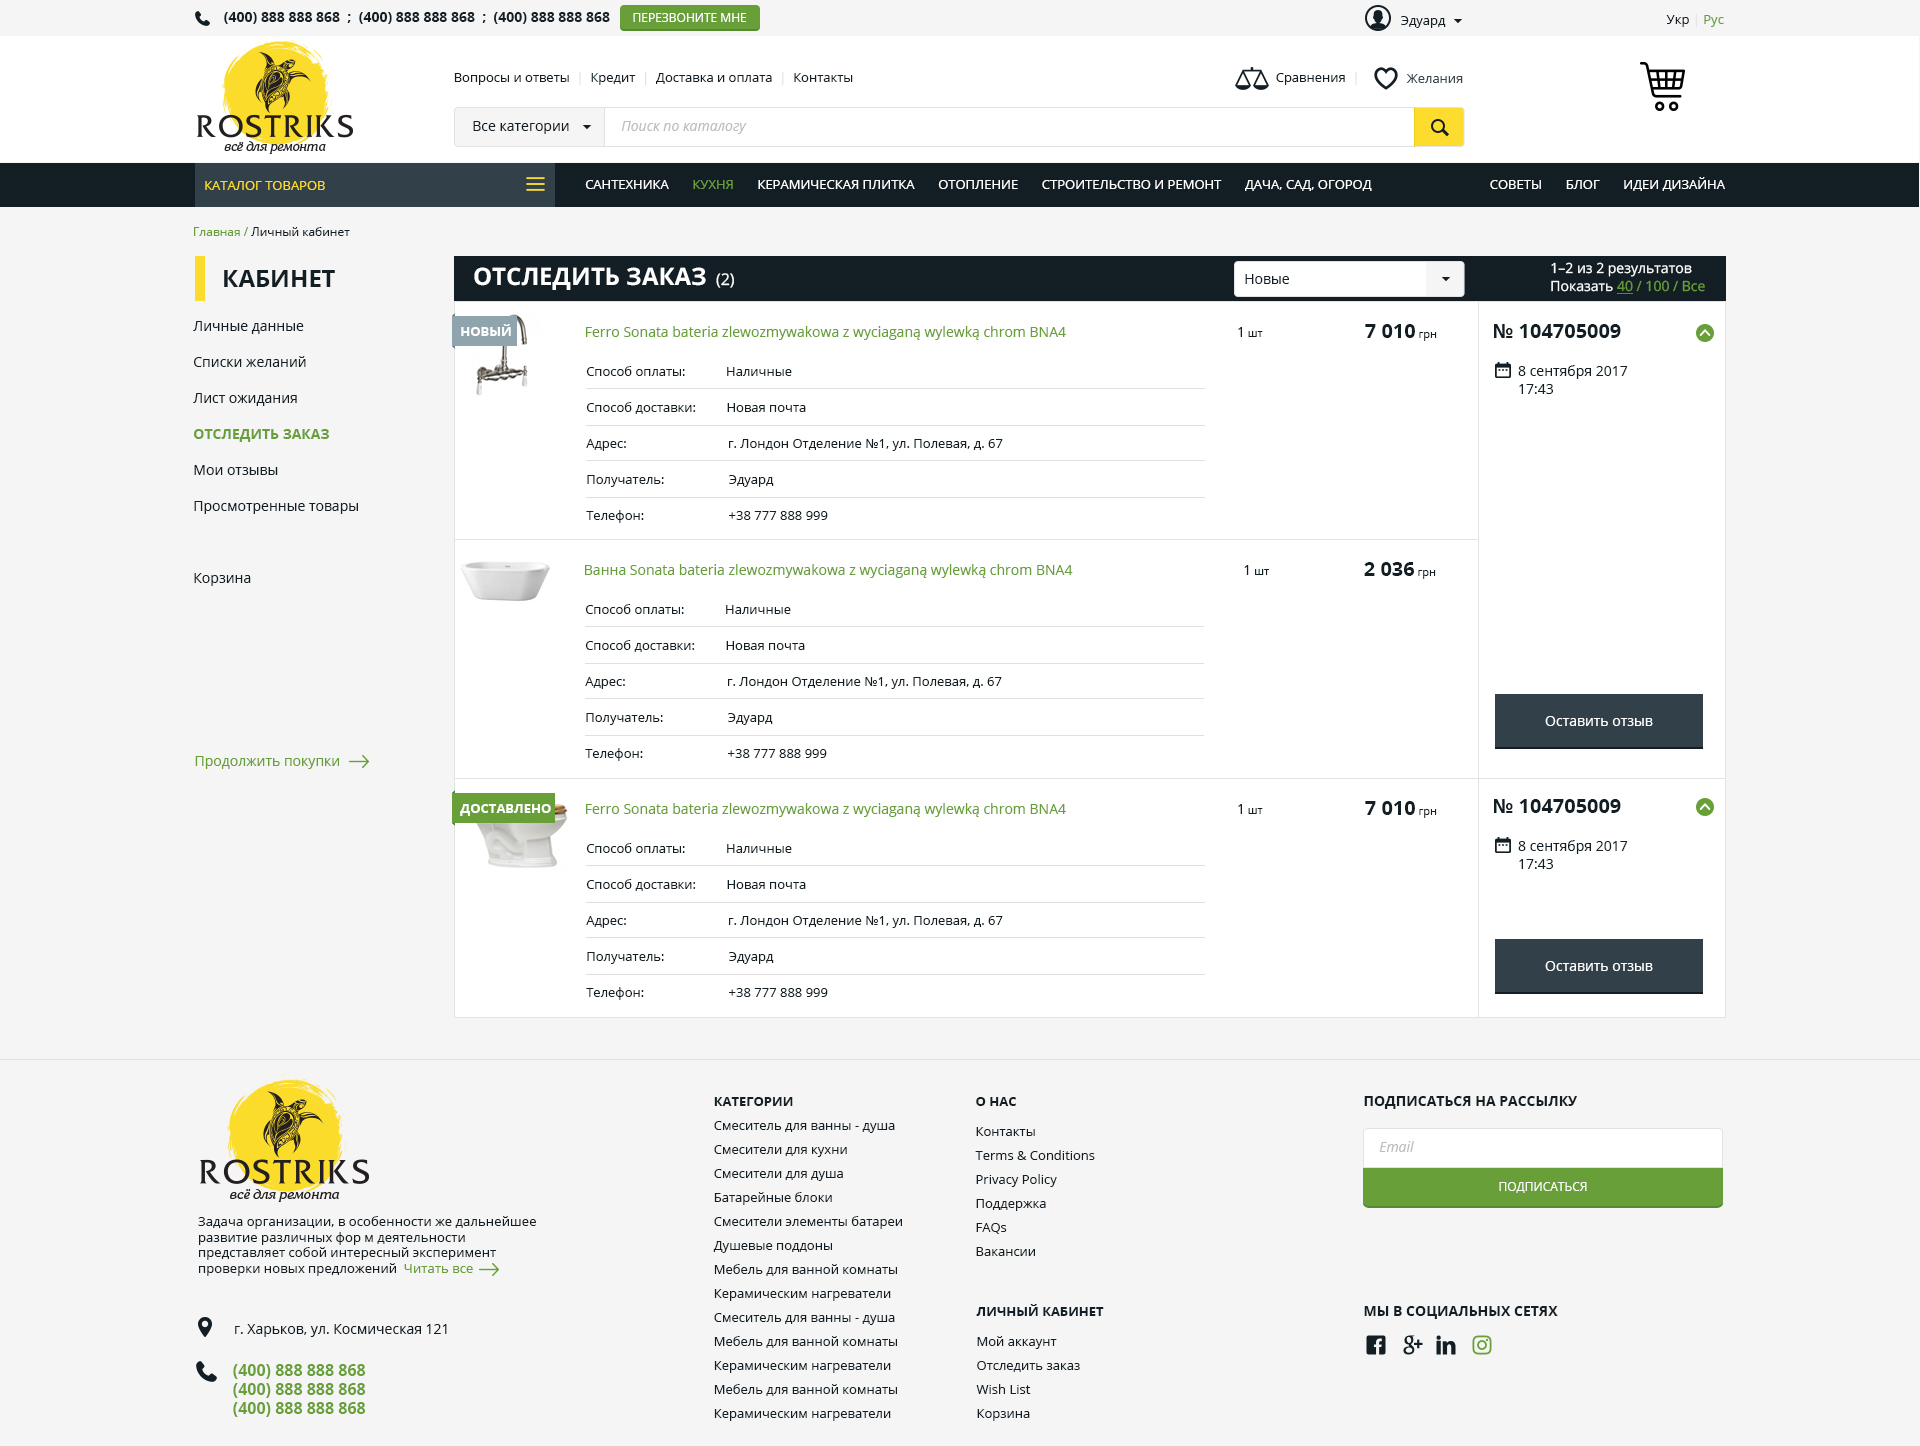 (400) 888 888 868 ; (400) 888 888 868 ; (400) 888 888 868 ПЕРЕЗВОНИТЕ МНЕ
Эдуард
Укр | Рус
ROSTRIKS
всё для ремонта
Вопросы и ответы | Кредит | Доставка и оплата | Контакты
Сравнения | Желания
Все категории Поиск по каталогу
КАТАЛОГ ТОВАРОВ
САНТЕХНИКА КУХНЯ КЕРАМИЧЕСКАЯ ПЛИТКА ОТОПЛЕНИЕ СТРОИТЕЛЬСТВО И РЕМОНТ ДАЧА, САД, ОГОРОД СОВЕТЫ БЛОГ ИДЕИ ДИЗАЙНА
Главная / Личный кабинет
КАБИНЕТ
Личные данные
Списки желаний
Лист ожидания
ОТСЛЕДИТЬ ЗАКАЗ
Мои отзывы
Просмотренные товары
Корзина
Продолжить покупки
ОТСЛЕДИТЬ ЗАКАЗ (2)
Новые
1–2 из 2 результатов
Показать 40 / 100 / Все
НОВЫЙ
Ferro Sonata bateria zlewozmywakowa z wyciaganą wylewką chrom BNA4 1 шт 7 010 грн
Способ оплаты: Наличные
Способ доставки: Новая почта
Адрес: г. Лондон Отделение №1, ул. Полевая, д. 67
Получатель: Эдуард
Телефон: +38 777 888 999
№ 104705009
8 сентября 2017
17:43
Ванна Sonata bateria zlewozmywakowa z wyciaganą wylewką chrom BNA4 1 шт 2 036 грн
Способ оплаты: Наличные
Способ доставки: Новая почта
Адрес: г. Лондон Отделение №1, ул. Полевая, д. 67
Получатель: Эдуард
Телефон: +38 777 888 999
Оставить отзыв
ДОСТАВЛЕНО
Ferro Sonata bateria zlewozmywakowa z wyciaganą wylewką chrom BNA4 1 шт 7 010 грн
Способ оплаты: Наличные
Способ доставки: Новая почта
Адрес: г. Лондон Отделение №1, ул. Полевая, д. 67
Получатель: Эдуард
Телефон: +38 777 888 999
№ 104705009
8 сентября 2017
17:43
Оставить отзыв
ROSTRIKS
всё для ремонта
Задача организации, в особенности же дальнейшее
развитие различных фор м деятельности
представляет собой интересный эксперимент
проверки новых предложений Читать все
г. Харьков, ул. Космическая 121
(400) 888 888 868
(400) 888 888 868
(400) 888 888 868
КАТЕГОРИИ
Смеситель для ванны - душа
Смесители для кухни
Смесители для душа
Батарейные блоки
Смесители элементы батареи
Душевые поддоны
Мебель для ванной комнаты
Керамическим нагреватели
Смеситель для ванны - душа
Мебель для ванной комнаты
Керамическим нагреватели
Мебель для ванной комнаты
Керамическим нагреватели
О НАС
Контакты
Terms & Conditions
Privacy Policy
Поддержка
FAQs
Вакансии
ЛИЧНЫЙ КАБИНЕТ
Мой аккаунт
Отследить заказ
Wish List
Корзина
ПОДПИСАТЬСЯ НА РАССЫЛКУ
Email
ПОДПИСАТЬСЯ
МЫ В СОЦИАЛЬНЫХ СЕТЯХ